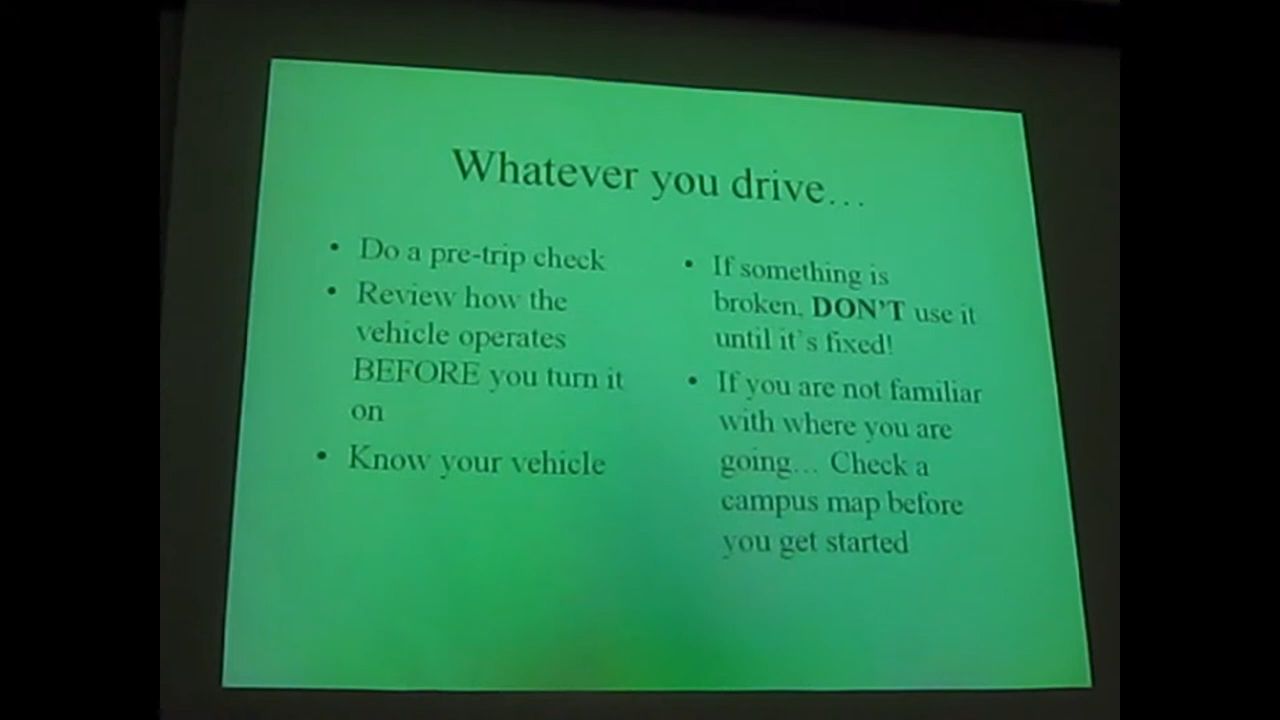 Whatever you drive…
• Do a pre-trip check
• Review how the
vehicle operates
BEFORE you turn it
on
• Know your vehicle
• If something is
broken, DON'T use it
until it's fixed!
• If you are not familiar
with where you are
going… Check a
campus map before
you get started